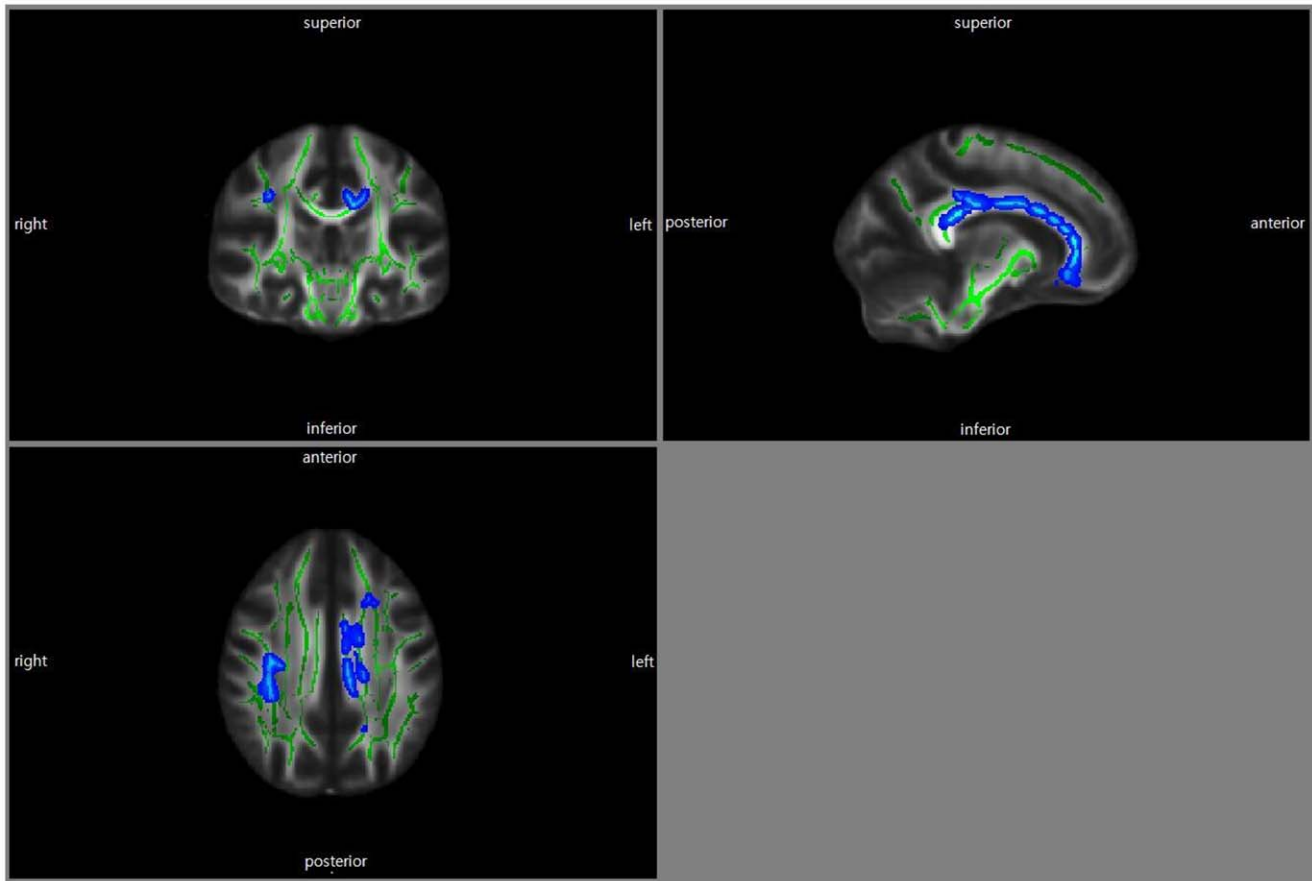 superior
right
left
inferior
superior
posterior
anterior
inferior
anterior
right
left
posterior